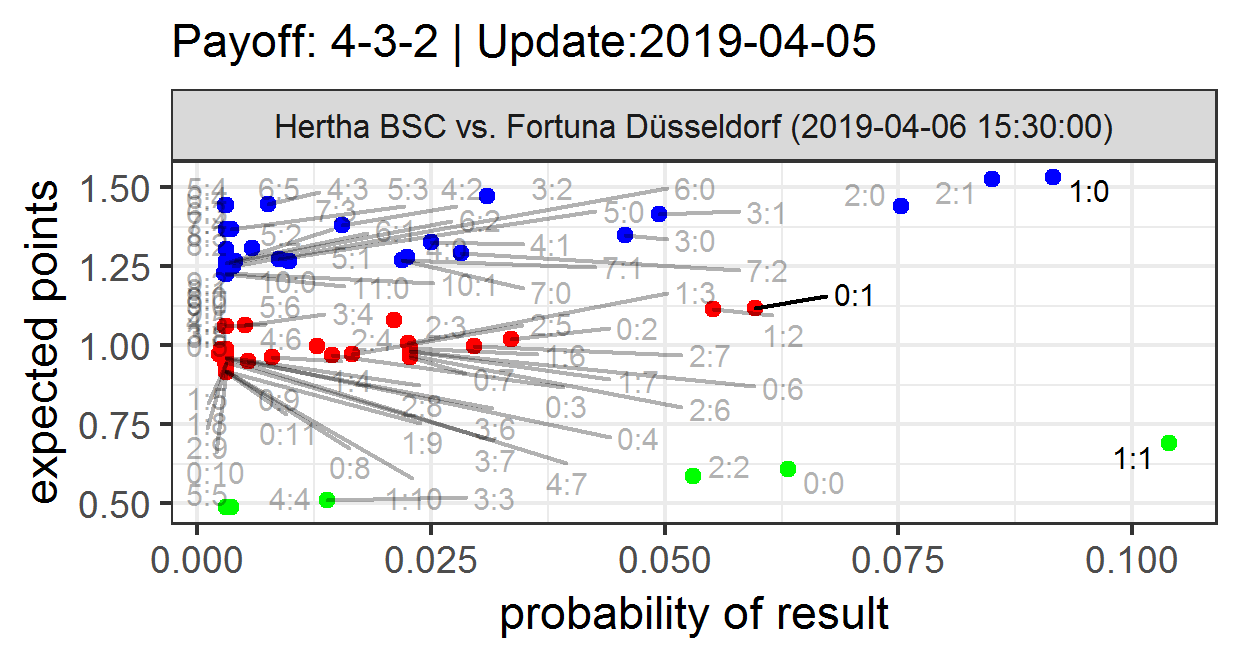 Payoff: 4-3-2 | Update:2019-04-05
Hertha BSC vs. Fortuna Düsseldorf (2019-04-06 15:30:00)
expected points
1.50
1.25
1.00
0.75
0.50
5:4 6:5 4:3 5:3 4:2 3:2 6:0 2:0 2:1 1:0
7:3 6:2 5:0 3:1
5:2 6:1 4:1 3:0
5:1 7:1 7:2
10:0 11:0 10:1 7:0 1:3 0:1
5:6 3:4 2:3 2:5 0:2 1:2
4:6 2:4 1:6 2:7
1:4 0:7 1:7 0:6
0:9 2:8 0:3 2:6
1:8 0:11 1:9 3:6 0:4
2:9 0:8 3:7 2:2 1:1
0:10 4:7 0:0
5:5 4:4 1:10 3:3
0.000 0.025 0.050 0.075 0.100
probability of result